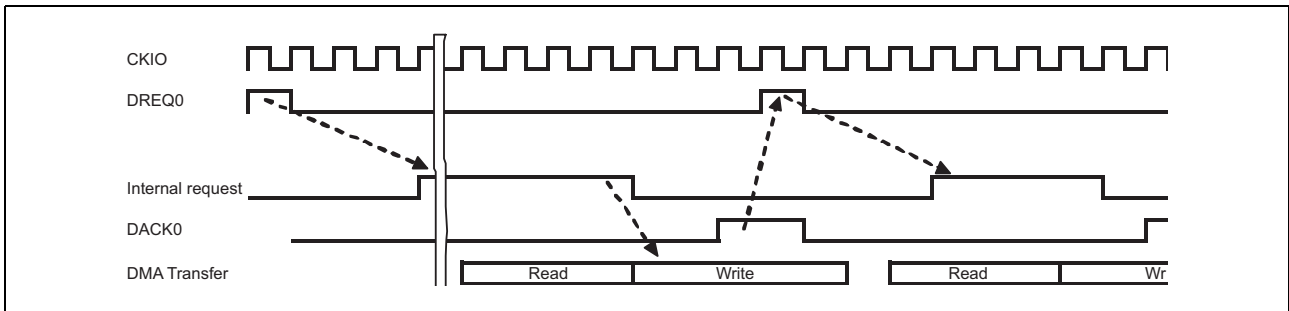 CKIO
DREQ0
Internal request
DACK0
DMA Transfer Read Write Read Wr